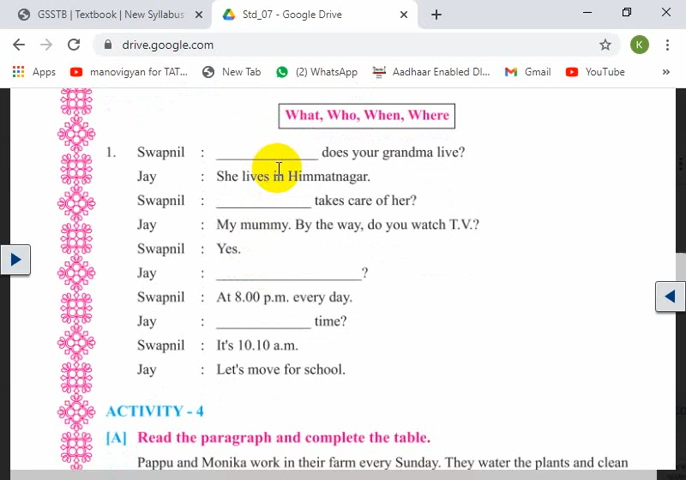 GSSTB | Textbook | New Syllabus
Std_07 - Google Drive
drive.google.com
K
Apps
manovigyan for TAT...
New Tab
(2) WhatsApp
Aadhaar Enabled DI...
Gmail
YouTube
»
What, Who, When, Where
1. Swapnil : ____________ does your grandma live?
Jay : She lives in Himmatnagar.
Swapnil : ____________ takes care of her?
Jay : My mummy. By the way, do you watch T.V.?
Swapnil : Yes.
Jay : __________________?
Swapnil : At 8.00 p.m. every day.
Jay : ____________ time?
Swapnil : It's 10.10 a.m.
Jay : Let's move for school.
ACTIVITY - 4
[A] Read the paragraph and complete the table.
Pappu and Monika work in their farm every Sunday. They water the plants and clean